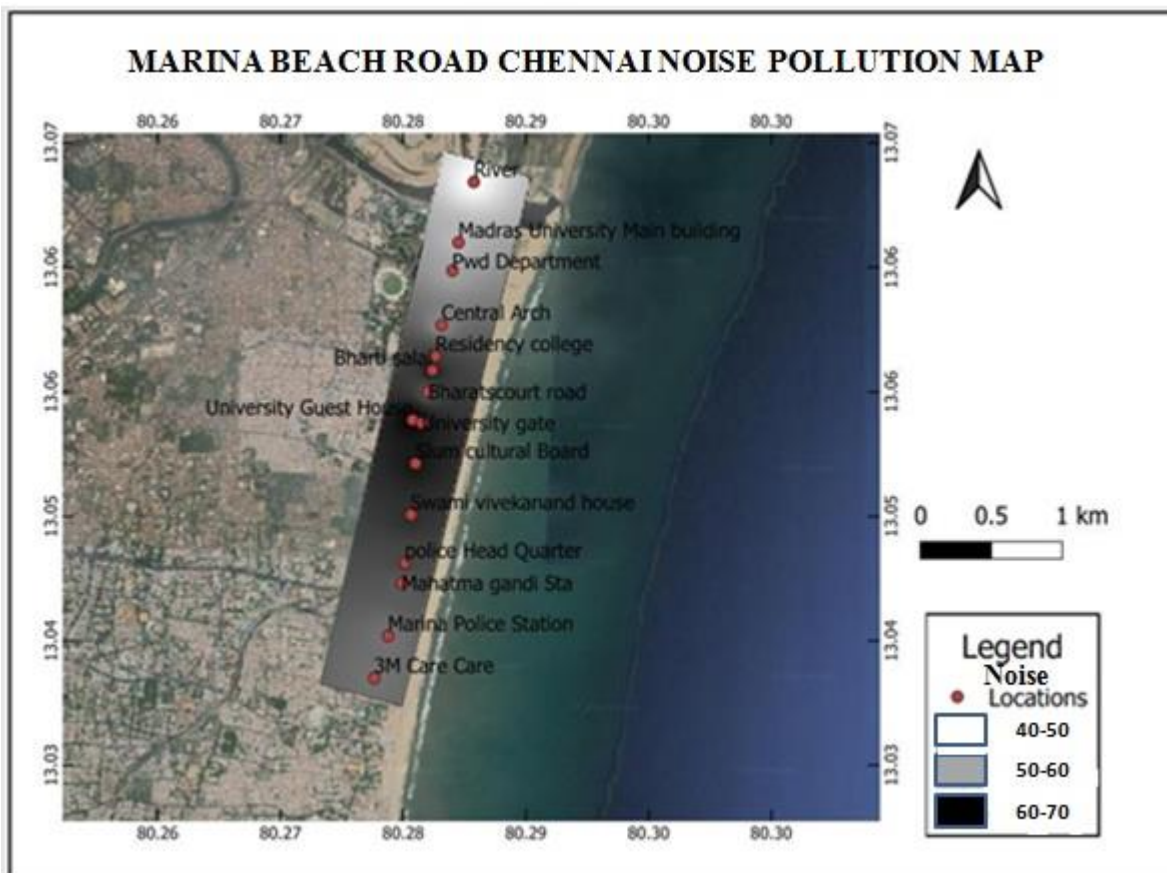 MARINA BEACH ROAD CHENNAI NOISE POLLUTION MAP
80.26 80.27 80.28 80.29 80.30 80.30
13.07 13.07
River
Madras University Main building
13.06 Pwd Department 13.06
Central Arch
Residency college
Bharti salai
13.06 Bharatscourt road 13.06
University Guest House
University gate
Slum cultural Board
Swami vivekanand house
13.05 13.05
police Head Quarter
Mahatma gandi Sta
Marina Police Station
13.04 13.04
3M Care Care
13.03 13.03
80.26 80.27 80.28 80.29 80.30 80.30
0 0.5 1 km
Legend
Noise
Locations
40-50
50-60
60-70